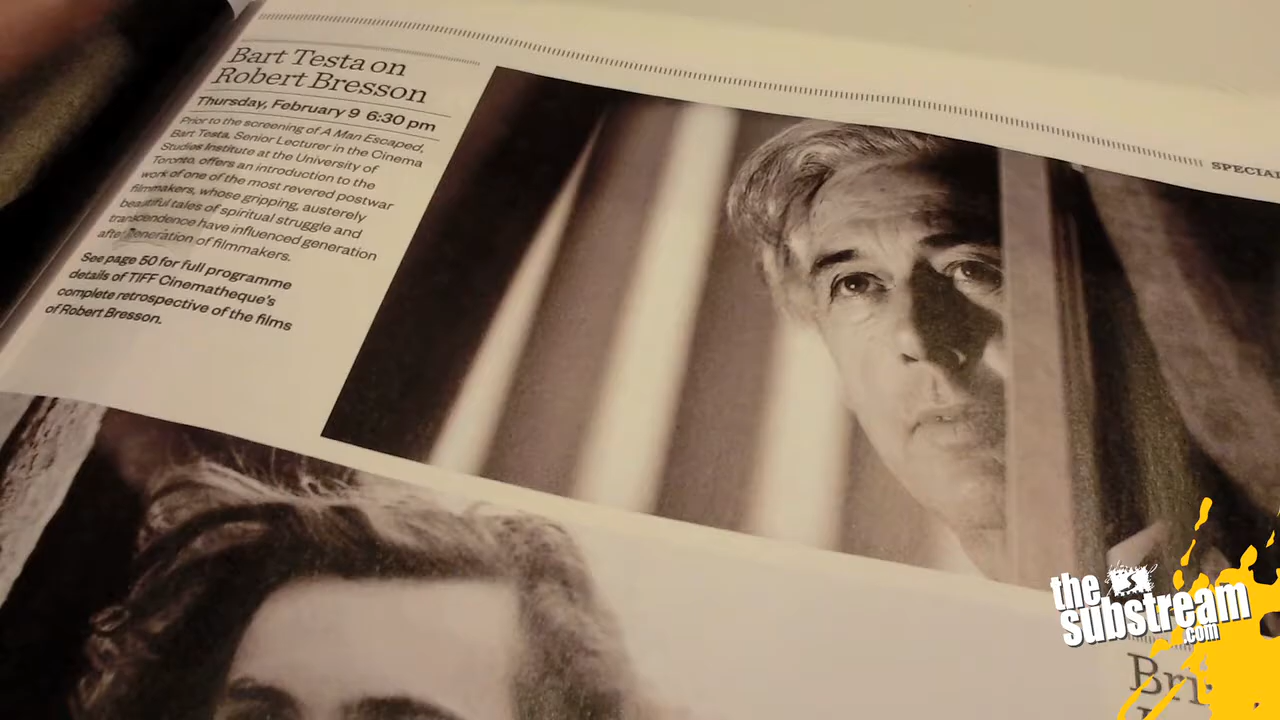 Bart Testa on
Robert Bresson
Thursday, February 9 6:30 pm
Prior to the screening of A Man Escaped,
Bart Testa, Senior Lecturer in the Cinema
Studies Institute at the University of
Toronto, offers an introduction to the
work of one of the most revered postwar
filmmakers, whose gripping, austerely
beautiful tales of spiritual struggle and
transcendence have influenced generation
after generation of filmmakers.
See page 50 for full programme
details of TIFF Cinematheque's
complete retrospective of the films
of Robert Bresson.
SPECIAL
the
substream
.com
Bri